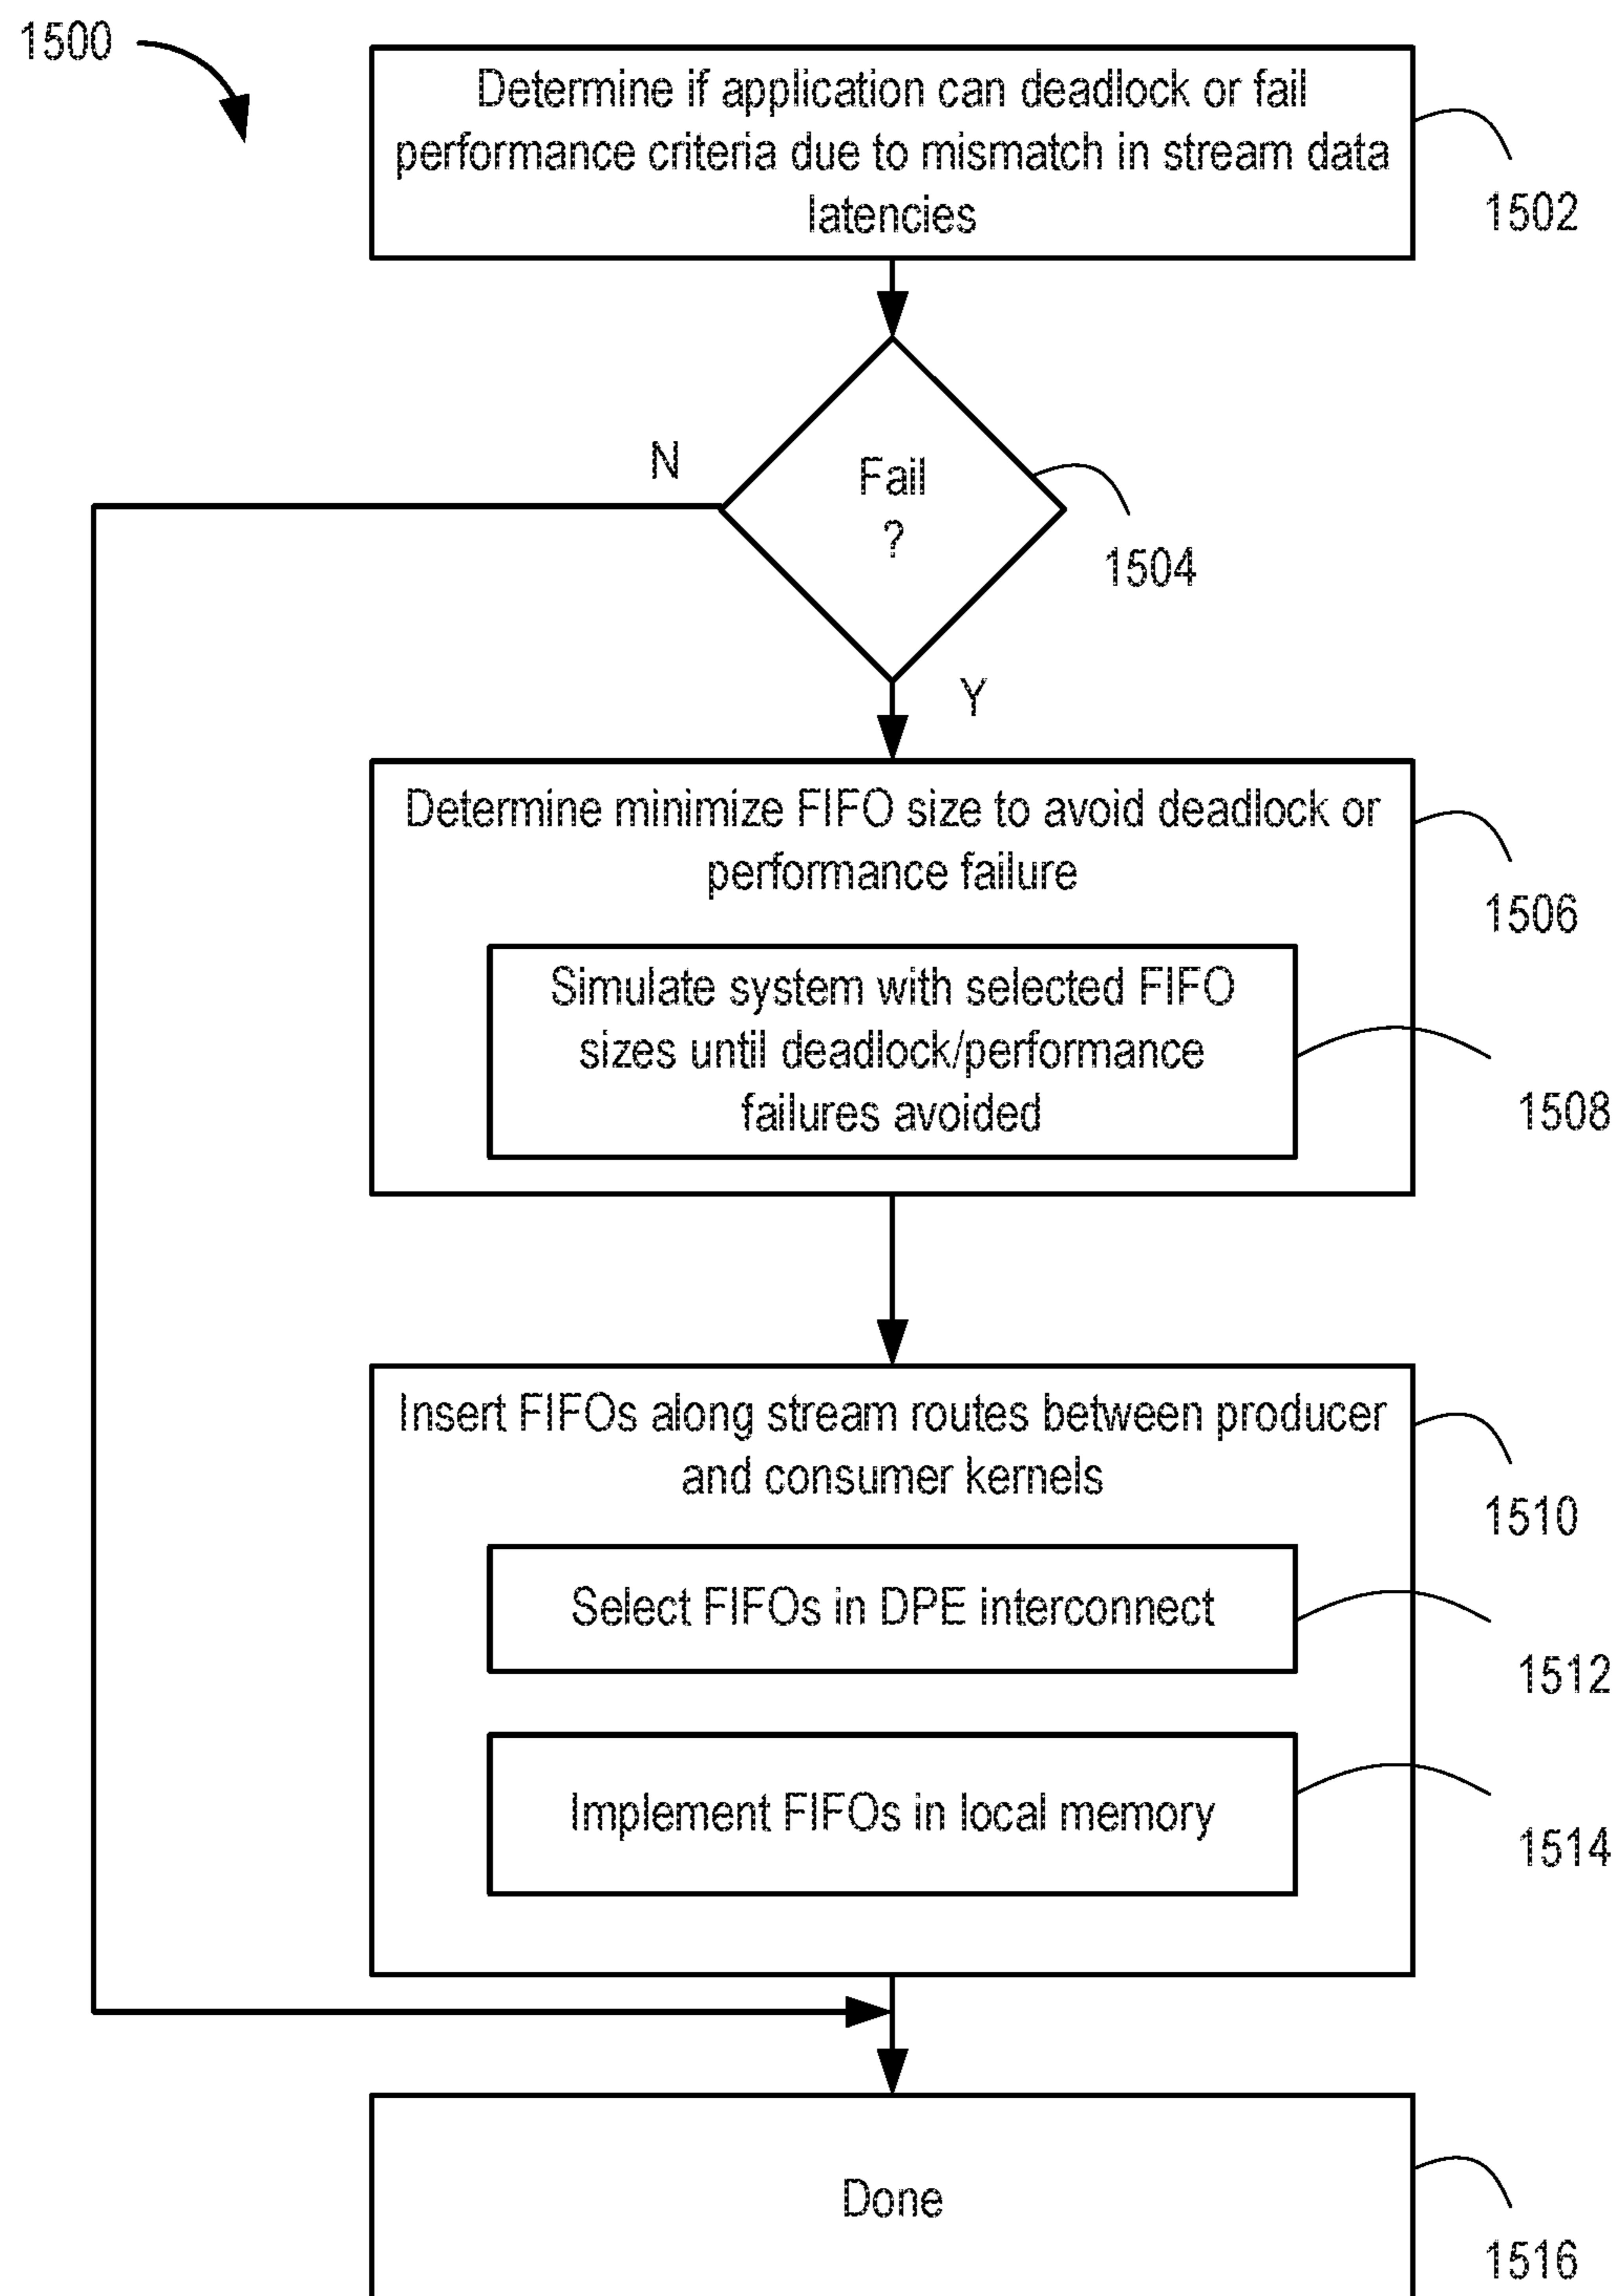 1500
Determine if application can deadlock or fail
performance criteria due to mismatch in stream data
latencies
1502
N
Fail
?
1504
Y
Determine minimize FIFO size to avoid deadlock or
performance failure
1506
Simulate system with selected FIFO
sizes until deadlock/performance
failures avoided
1508
Insert FIFOs along stream routes between producer
and consumer kernels
1510
Select FIFOs in DPE interconnect
1512
Implement FIFOs in local memory
1514
Done
1516